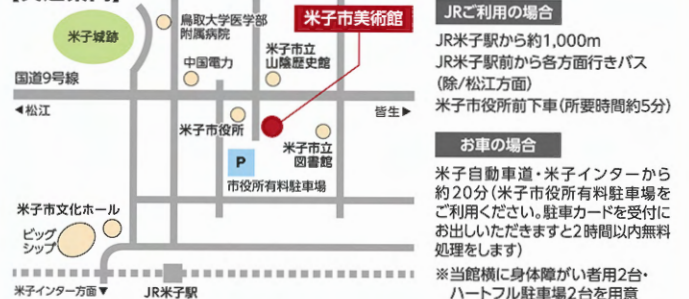 米子城跡
鳥取大学医学部
附属病院
米子市美術館
中国電力
米子市立
山陰歴史館
国道9号線
◀松江
皆生▶
米子市役所
米子市立
図書館
P
市役所有料駐車場
米子市文化ホール
ビッグ
シップ
米子インター方面▼
JR米子駅
JRご利用の場合
JR米子駅から約1,000m
JR米子駅前から各方面行きバス
(除/松江方面)
米子市役所前下車(所要時間約5分)
お車の場合
米子自動車道・米子インターから
約20分(米子市役所有料駐車場を
ご利用ください。駐車カードを受付に
お出しいただきますと2時間以内無料
処理をします)
※当館横に身体障がい者用2台・
ハートフル駐車場2台を用意